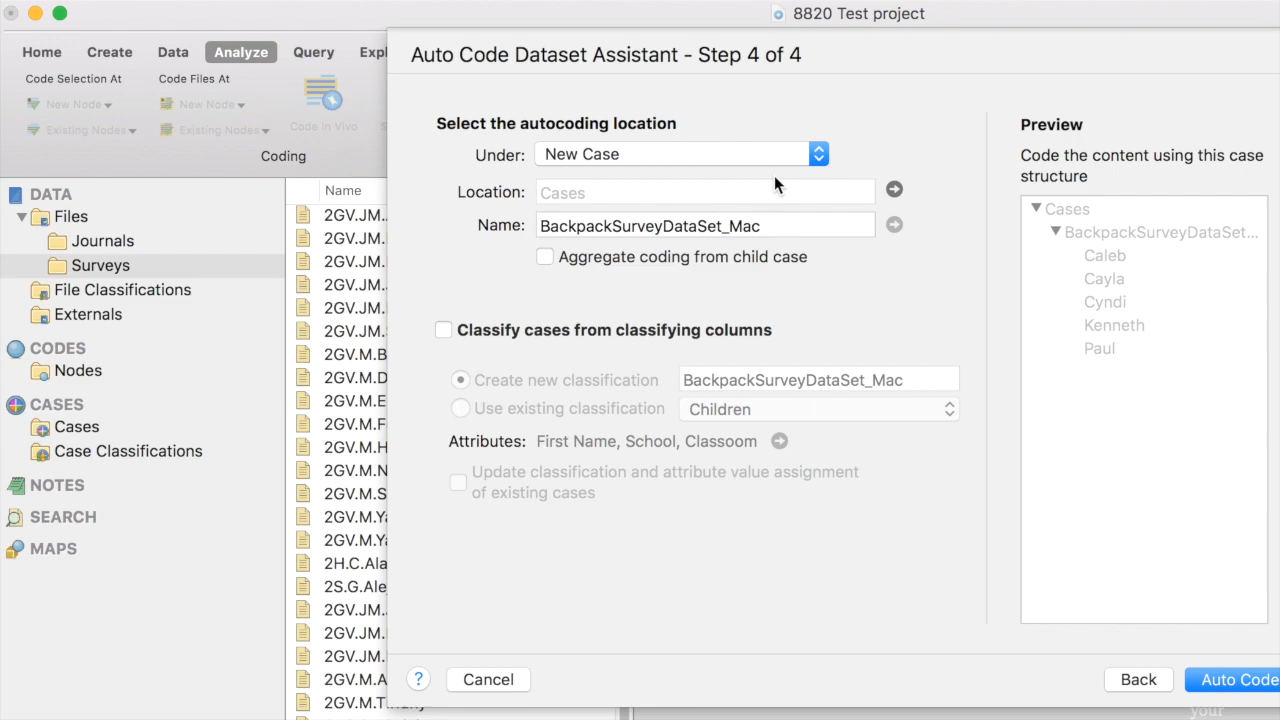 8820 Test project
Home Create Data Analyze Query Expl
Code Selection At Code Files At
New Node New Node
Existing Nodes Existing Nodes Code In Vivo
Coding
DATA
Files
Journals
Surveys
File Classifications
Externals
CODES
Nodes
CASES
Cases
Case Classifications
NOTES
SEARCH
MAPS
Name
2GV.JM.
2GV.JM.
2GV.JM.
2GV.JM.
2GV.JM.
2GV.JM.
2GV.M.B
2GV.M.D
2GV.M.E
2GV.M.F
2GV.M.H
2GV.M.N
2GV.M.S
2GV.M.Y
2GV.M.Y
2H.C.Ala
2S.G.Ale
2GV.JM.
2GV.JM.
2GV.JM.
2GV.M.A
2GV.M.T
Auto Code Dataset Assistant - Step 4 of 4
Select the autocoding location
Under: New Case
Location: Cases
Name: BackpackSurveyDataSet_Mac
Aggregate coding from child case
Classify cases from classifying columns
Create new classification BackpackSurveyDataSet_Mac
Use existing classification Children
Attributes: First Name, School, Classoom
Update classification and attribute value assignment
of existing cases
Preview
Code the content using this case
structure
Cases
BackpackSurveyDataSet...
Caleb
Cayla
Cyndi
Kenneth
Paul
? Cancel Back Auto Code
your